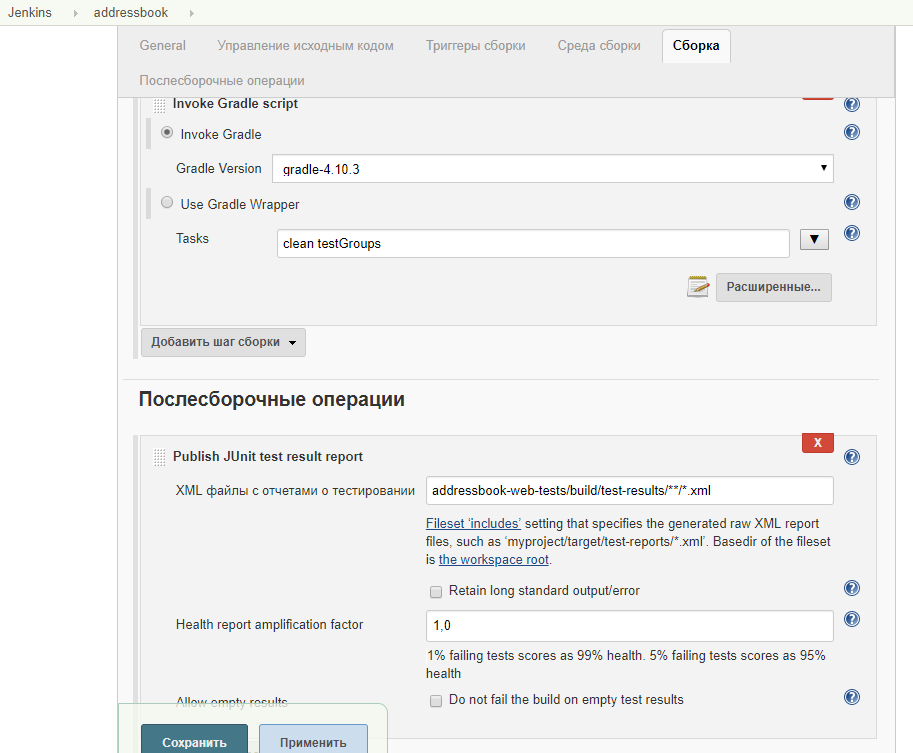 Jenkins addressbook
General Управление исходным кодом Триггеры сборки Среда сборки Сборка
Послесборочные операции
Invoke Gradle script
Invoke Gradle
Gradle Version gradle-4.10.3
Use Gradle Wrapper
Tasks clean testGroups
Расширенные...
Добавить шаг сборки
Послесборочные операции
X
Publish JUnit test result report
XML файлы с отчетами о тестировании addressbook-web-tests/build/test-results/**/*.xml
Fileset 'includes' setting that specifies the generated raw XML report
files, such as 'myproject/target/test-reports/*.xml'. Basedir of the fileset
is the workspace root.
Retain long standard output/error
Health report amplification factor 1,0
1% failing tests scores as 99% health. 5% failing tests scores as 95%
health
Allow empty results Do not fail the build on empty test results
Сохранить Применить